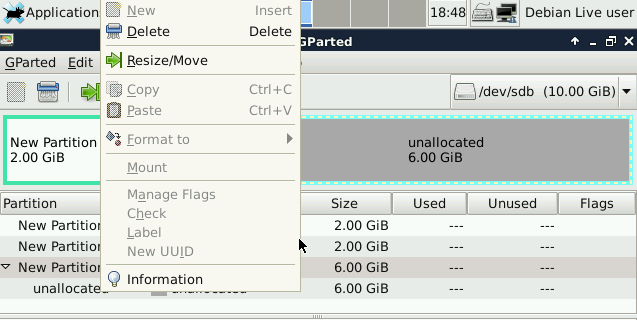 Application
New Insert
18:48
Debian Live user
Delete Delete
GParted
GParted Edit
Resize/Move
Copy Ctrl+C
/dev/sdb (10.00 GiB)
Paste Ctrl+V
New Partition
2.00 GiB
Format to
unallocated
6.00 GiB
Mount
Manage Flags
Partition Size Used Unused Flags
Check
New Partition 2.00 GiB --- ---
Label
New Partition 2.00 GiB --- ---
New UUID
New Partition 6.00 GiB --- ---
Information
unallocated 6.00 GiB --- ---